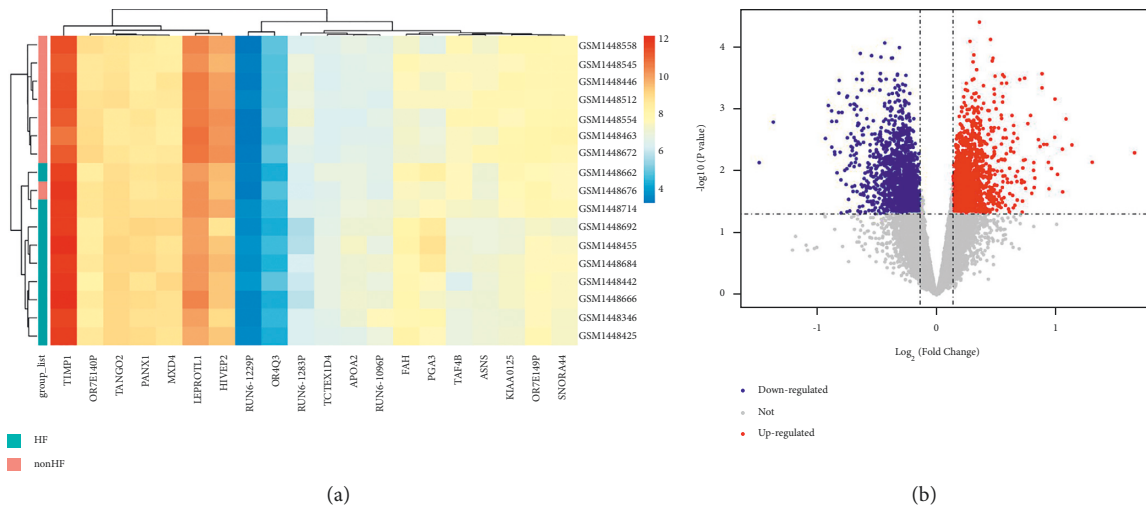 12
10
8
6
4
GSM1448558
GSM1448545
GSM1448446
GSM1448512
GSM1448554
GSM1448463
GSM1448672
GSM1448662
GSM1448676
GSM1448714
GSM1448692
GSM1448455
GSM1448684
GSM1448442
GSM1448666
GSM1448346
GSM1448425
group_list
TIMP1
OR7E140P
TANGO2
PANX1
MXD4
LEPROTL1
HIVEP2
RUN6-1229P
OR4Q3
RUN6-1283P
TCTEX1D4
APOA2
RUN6-1096P
FAH
PGA3
TAF4B
ASNS
KIAA0125
OR7E149P
SNORA44
HF
nonHF
(a)
4
3
2
1
0
-log10 (P value)
-1
0
1
Log2 (Fold Change)
Down-regulated
Not
Up-regulated
(b)